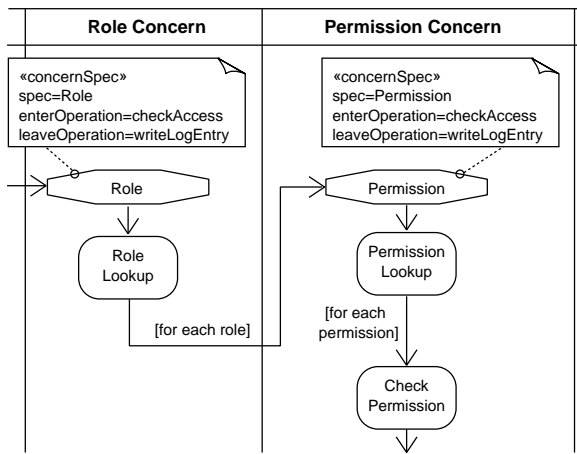 Role Concern
Permission Concern
«concernSpec»
spec=Role
enterOperation=checkAccess
leaveOperation=writeLogEntry
«concernSpec»
spec=Permission
enterOperation=checkAccess
leaveOperation=writeLogEntry
Role
Permission
Role
Lookup
Permission
Lookup
[for each role]
[for each
permission]
Check
Permission